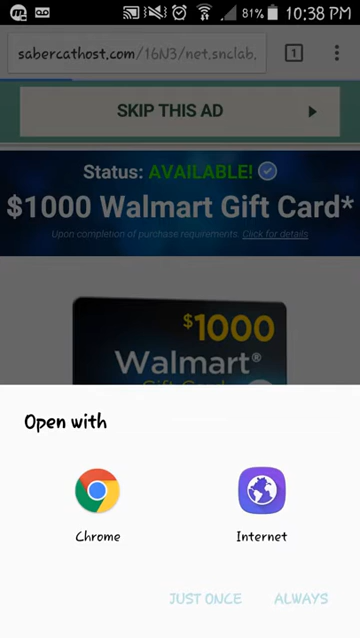 81% 10:38 PM
sabercathost.com/16N3/net.snclab.
1
SKIP THIS AD
Status: AVAILABLE!
$1000 Walmart Gift Card*
Upon completion of purchase requirements. Click for details
$1000
Walmart®
Open with
Chrome
Internet
JUST ONCE ALWAYS